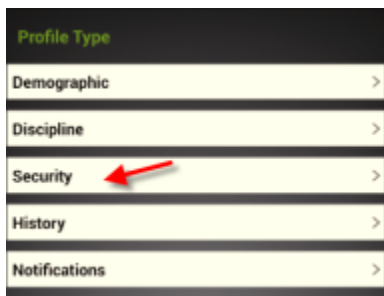 Profile Type
Demographic
Discipline
Security
History
Notifications